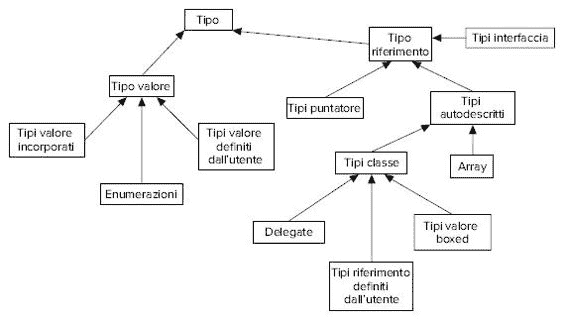 Tipo
Tipo
riferimento
Tipi interfaccia
Tipo valore
Tipi puntatore
Tipi
autodescritti
Tipi valore
incorporati
Tipi valore
definiti
dall'utente
Enumerazioni
Tipi classe
Array
Delegate
Tipi valore
boxed
Tipi riferimento
definiti
dall'utente